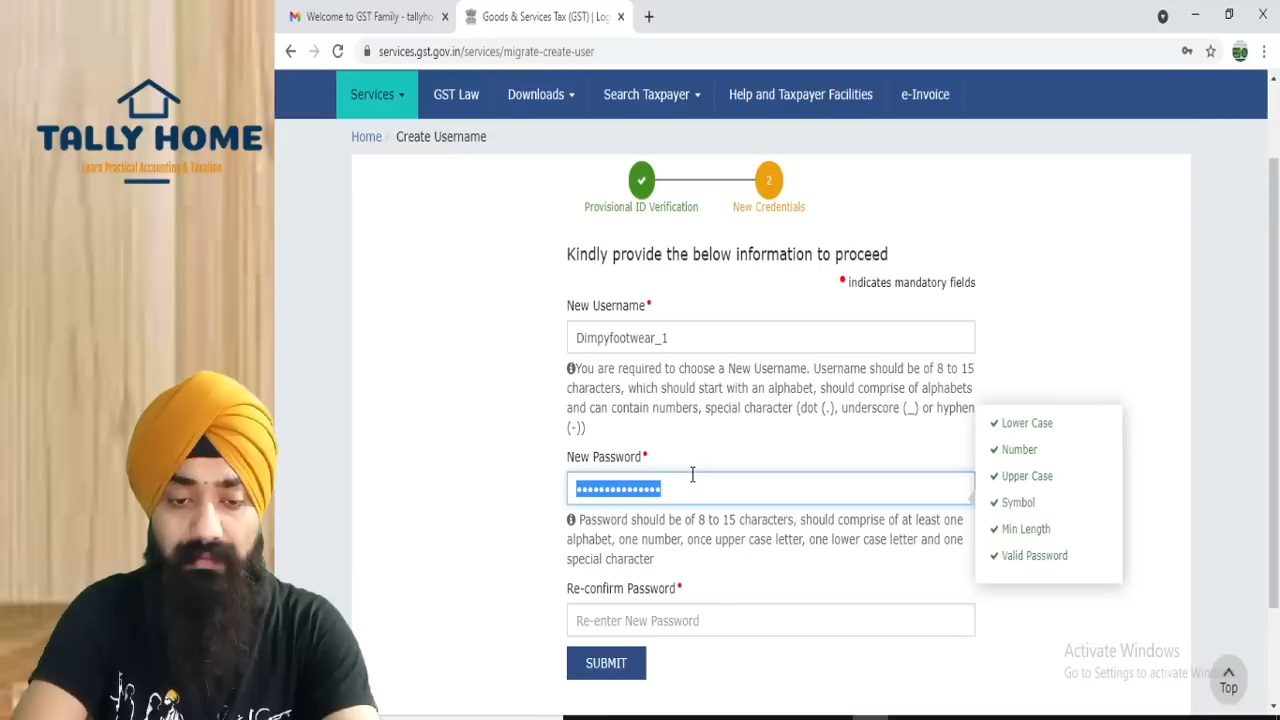 Welcome to GST Family - tallyho
Goods & Services Tax (GST) | Log
services.gst.gov.in/services/migrate-create-user
TALLY HOME
Learn Practical Accounting & Taxation
Services
GST Law
Downloads
Search Taxpayer
Help and Taxpayer Facilities
e-Invoice
Home
Create Username
2
Provisional ID Verification
New Credentials
Kindly provide the below information to proceed
• indicates mandatory fields
New Username•
Dimpyfootwear_1
You are required to choose a New Username. Username should be of 8 to 15
characters, which should start with an alphabet, should comprise of alphabets
and can contain numbers, special character (dot (.), underscore (_) or hyphen
(-))
New Password•
•••••••••••••••
Password should be of 8 to 15 characters, should comprise of at least one
alphabet, one number, once upper case letter, one lower case letter and one
special character
Lower Case
Number
Upper Case
Symbol
Min Length
Valid Password
Re-confirm Password•
Re-enter New Password
SUBMIT
Activate Windows
Go to Settings to activate
Top